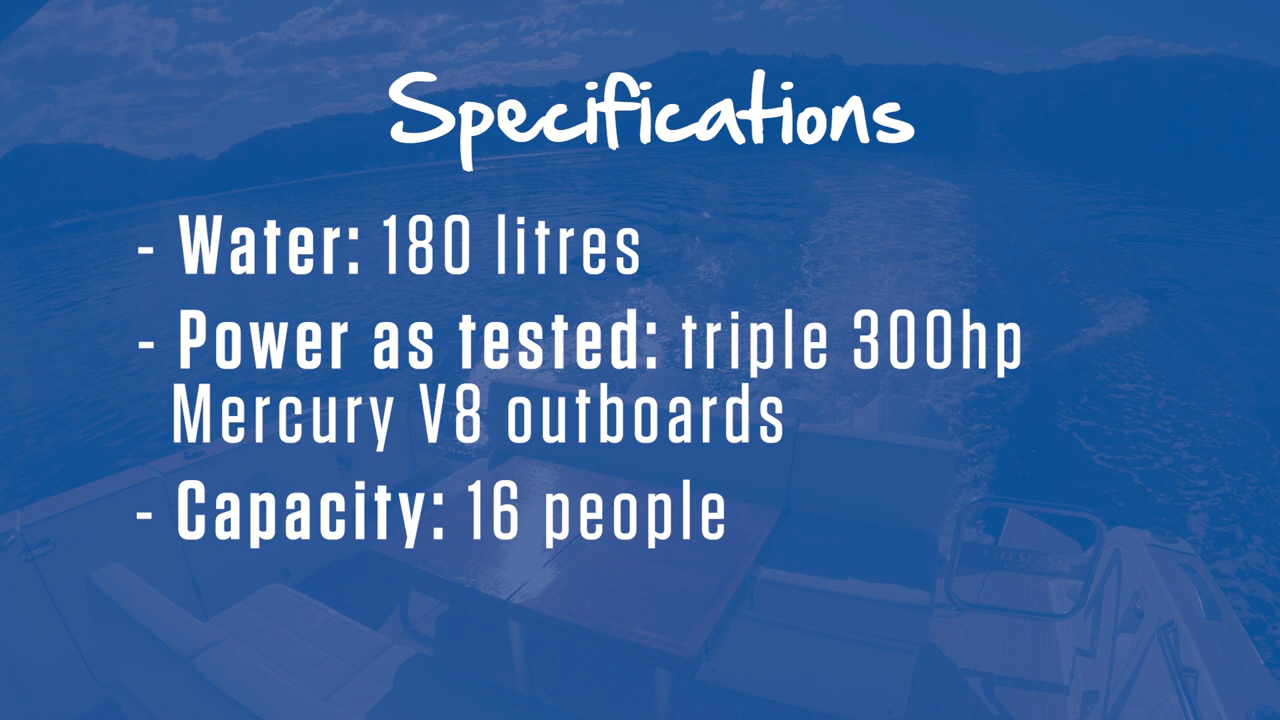 Specifications
- Water: 180 litres
- Power as tested: triple 300hp
Mercury V8 outboards
- Capacity: 16 people